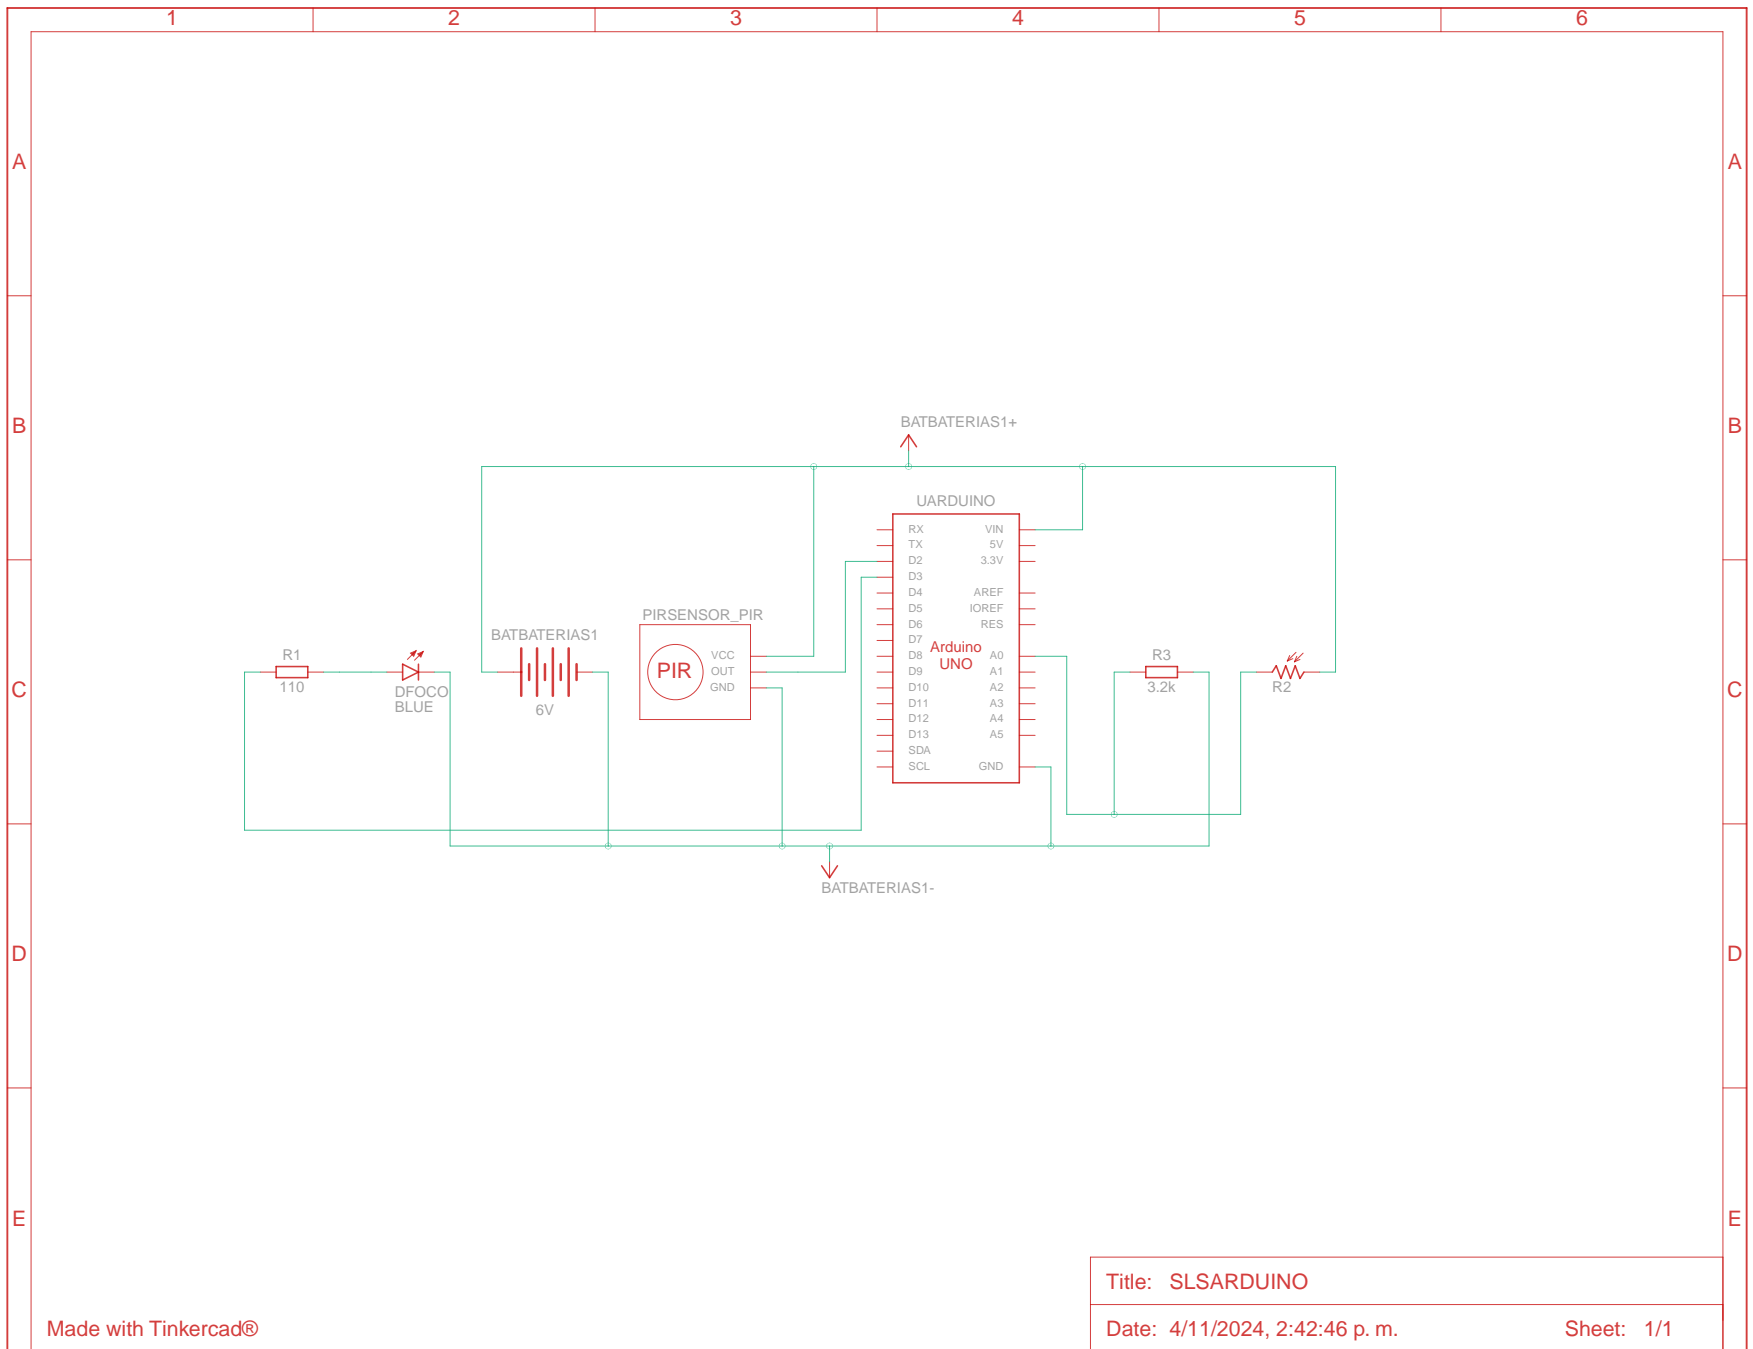 1 2 3 4 5 6
A A
B B
BATBATERIAS1+
UARDUINO
RX VIN
TX 5V
D2 3.3V
D3
D4 AREF
D5 IOREF
D6 RES
D7
D8 A0
D9 A1
D10 A2
D11 A3
D12 A4
D13 A5
SDA
SCL GND
Arduino
UNO
PIRSENSOR_PIR
PIR
VCC
OUT
GND
BATBATERIAS1
6V
R1
110
DFOCO
BLUE
R3
3.2k
R2
C C
BATBATERIAS1-
D D
E E
Title: SLSARDUINO
Made with Tinkercad®
Date: 4/11/2024, 2:42:46 p. m. Sheet: 1/1